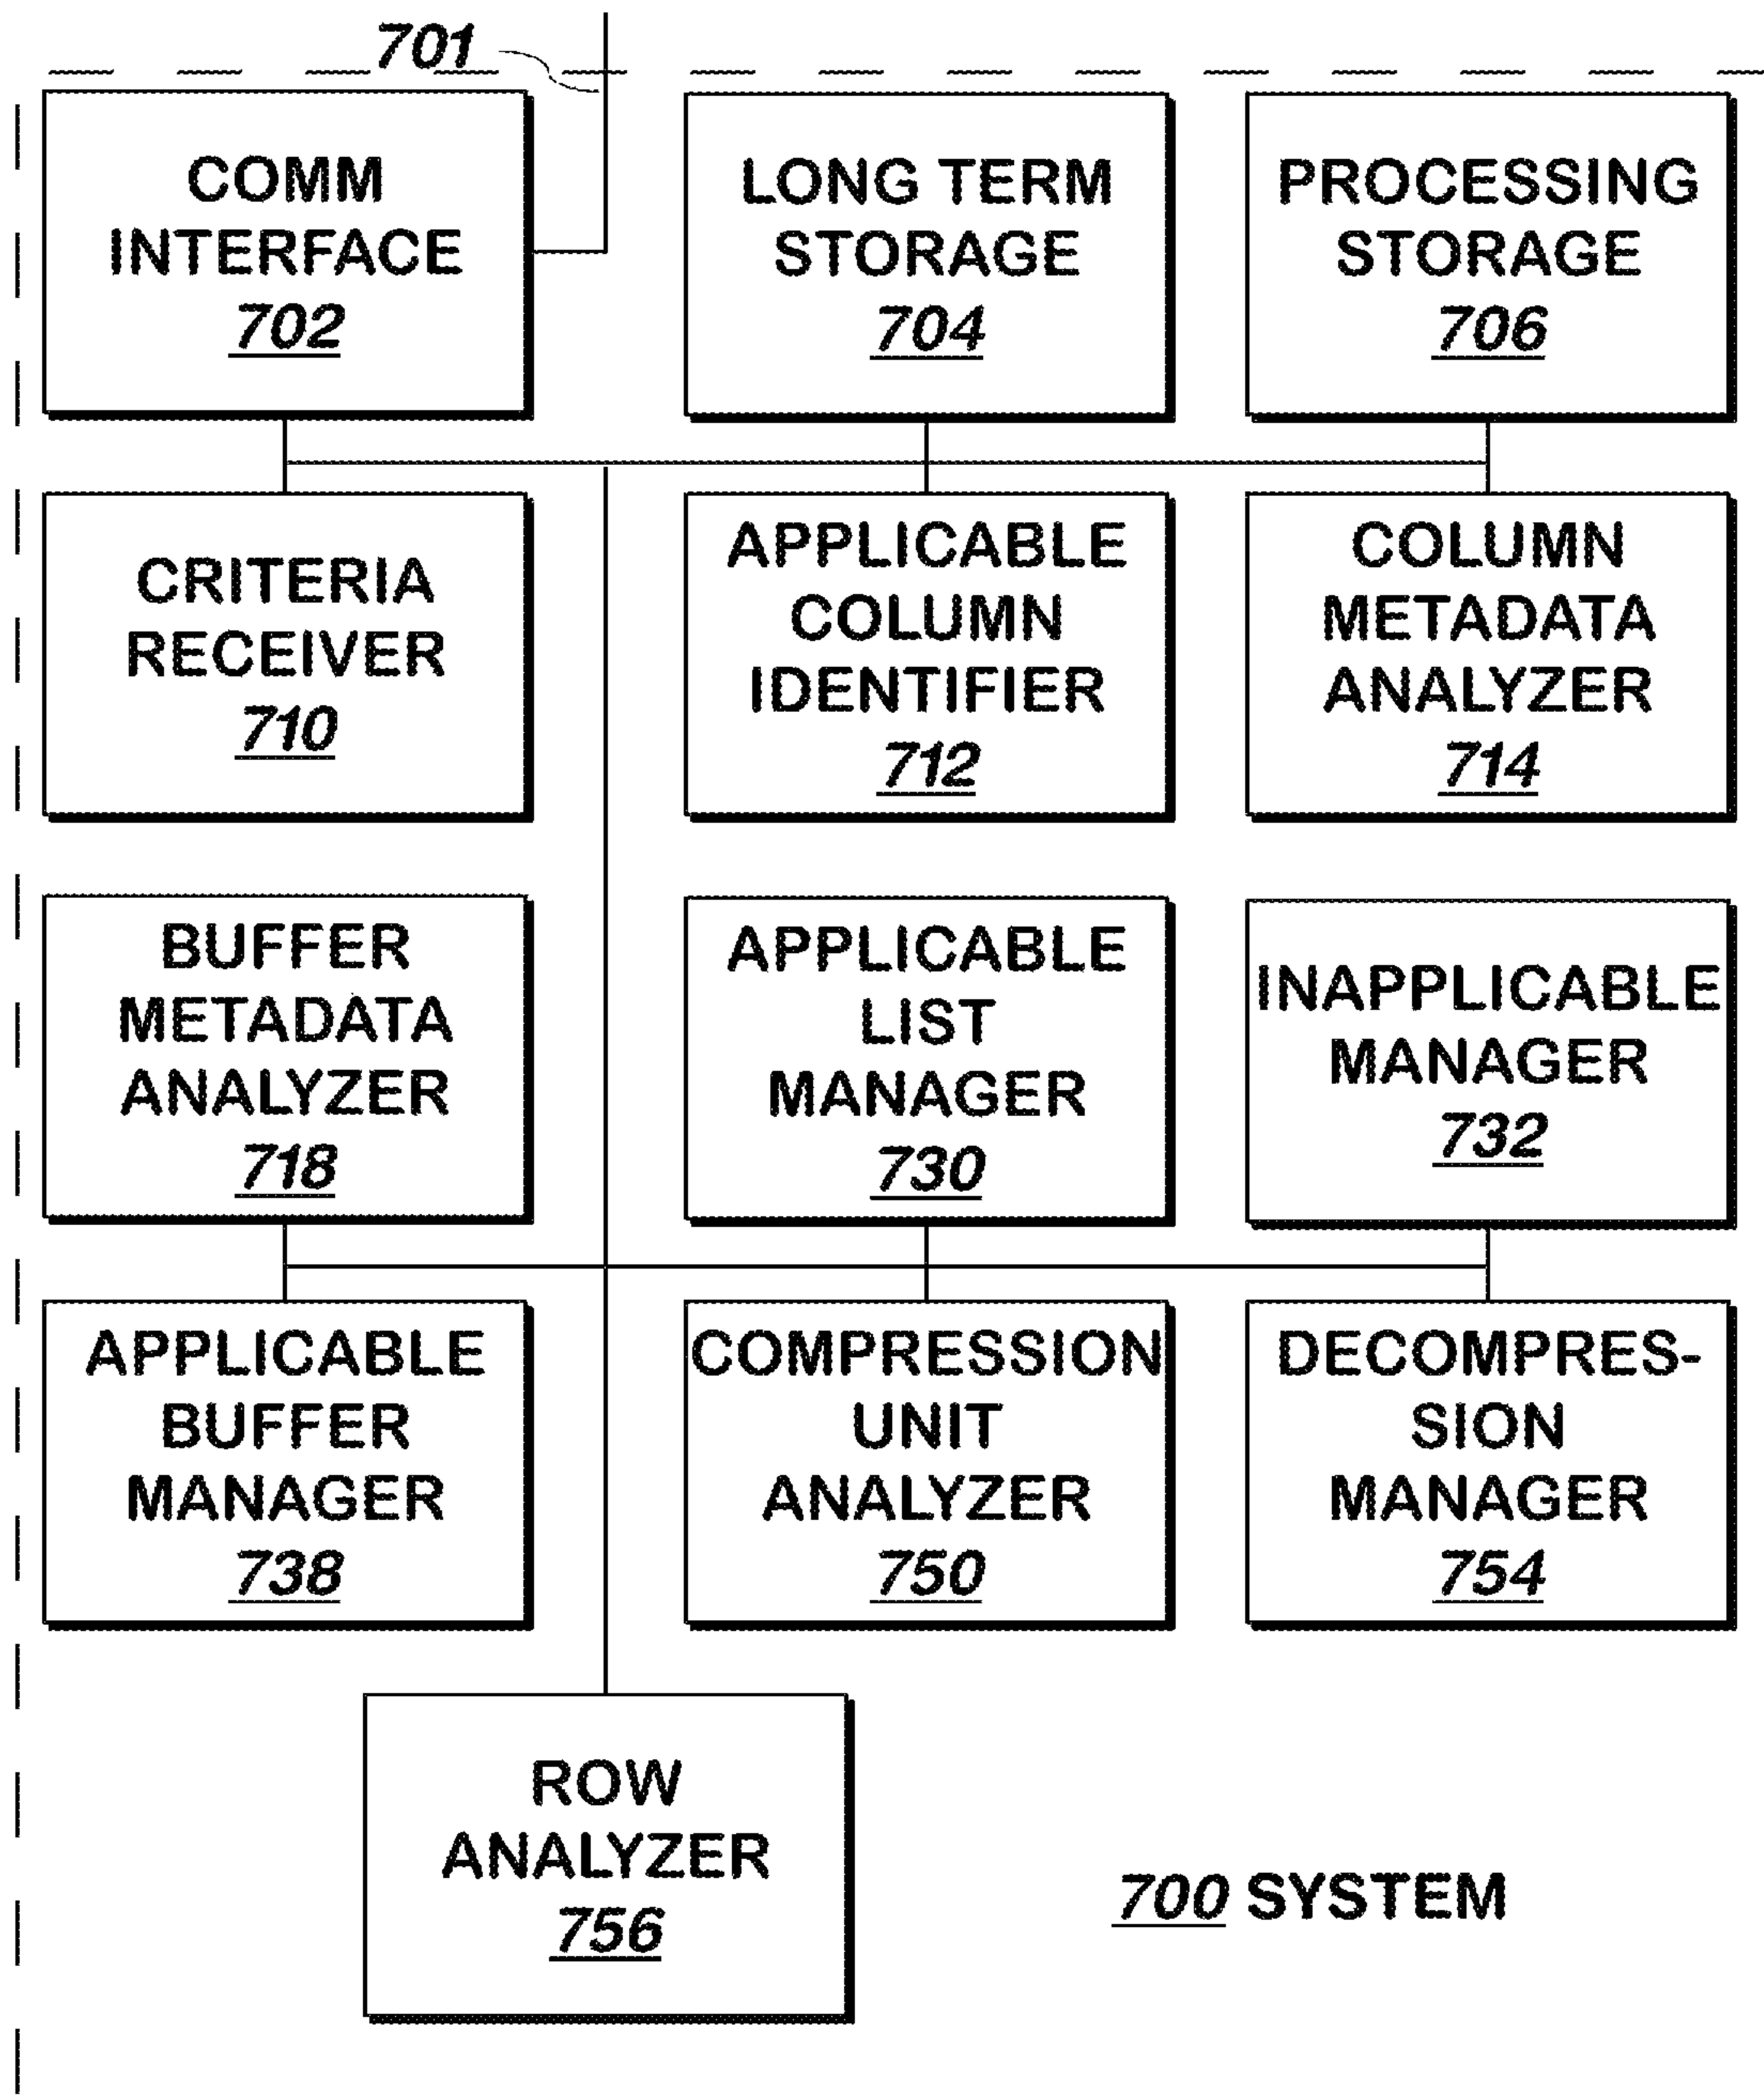 701
COMM
INTERFACE
702
LONG TERM
STORAGE
704
PROCESSING
STORAGE
706
CRITERIA
RECEIVER
710
APPLICABLE
COLUMN
IDENTIFIER
712
COLUMN
METADATA
ANALYZER
714
BUFFER
METADATA
ANALYZER
718
APPLICABLE
LIST
MANAGER
730
INAPPLICABLE
MANAGER
732
APPLICABLE
BUFFER
MANAGER
738
COMPRESSION
UNIT
ANALYZER
750
DECOMPRES-
SION
MANAGER
754
ROW
ANALYZER
756
700 SYSTEM